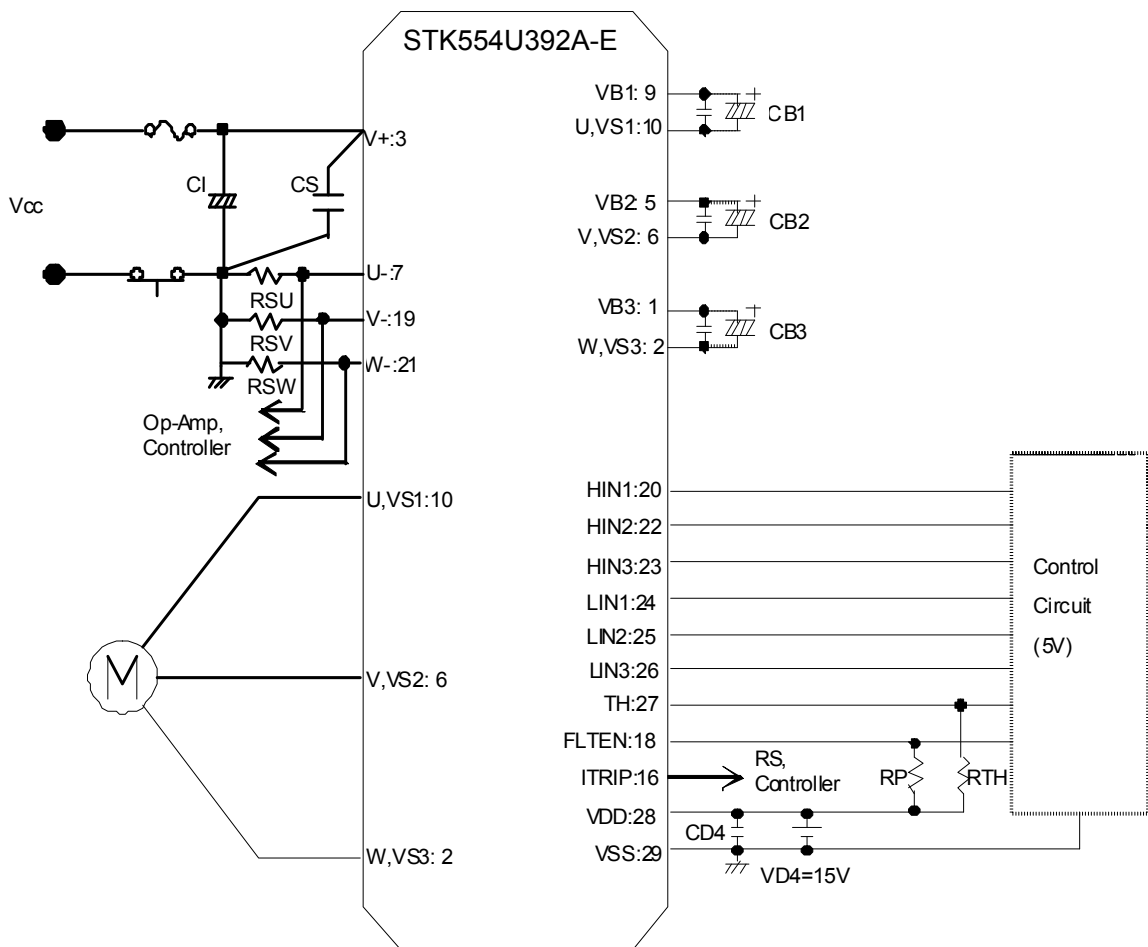 STK554U392A-E
VB1: 9
CB1
U,VS1:10
V+:3
CI
CS
Vcc
VB2: 5
CB2
V,VS2: 6
U-:7
RSU
V-:19
RSV
W-:21
RSW
VB3: 1
CB3
W,VS3: 2
Op-Amp,
Controller
U,VS1:10
HIN1:20
HIN2:22
HIN3:23
LIN1:24
LIN2:25
LIN3:26
TH:27
FLTEN:18
ITRIP:16
RS,
Controller
RP
RTH
VDD:28
CD4
VSS:29
VD4=15V
Control
Circuit
(5V)
M
V,VS2: 6
W,VS3: 2